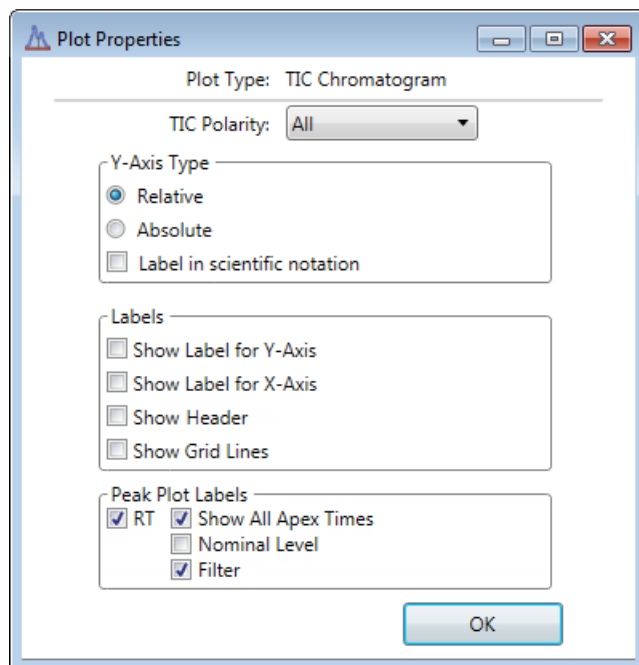 Plot Properties
Plot Type: TIC Chromatogram
TIC Polarity: All
Y-Axis Type
Relative
Absolute
Label in scientific notation
Labels
Show Label for Y-Axis
Show Label for X-Axis
Show Header
Show Grid Lines
Peak Plot Labels
RT Show All Apex Times
Nominal Level
Filter
OK